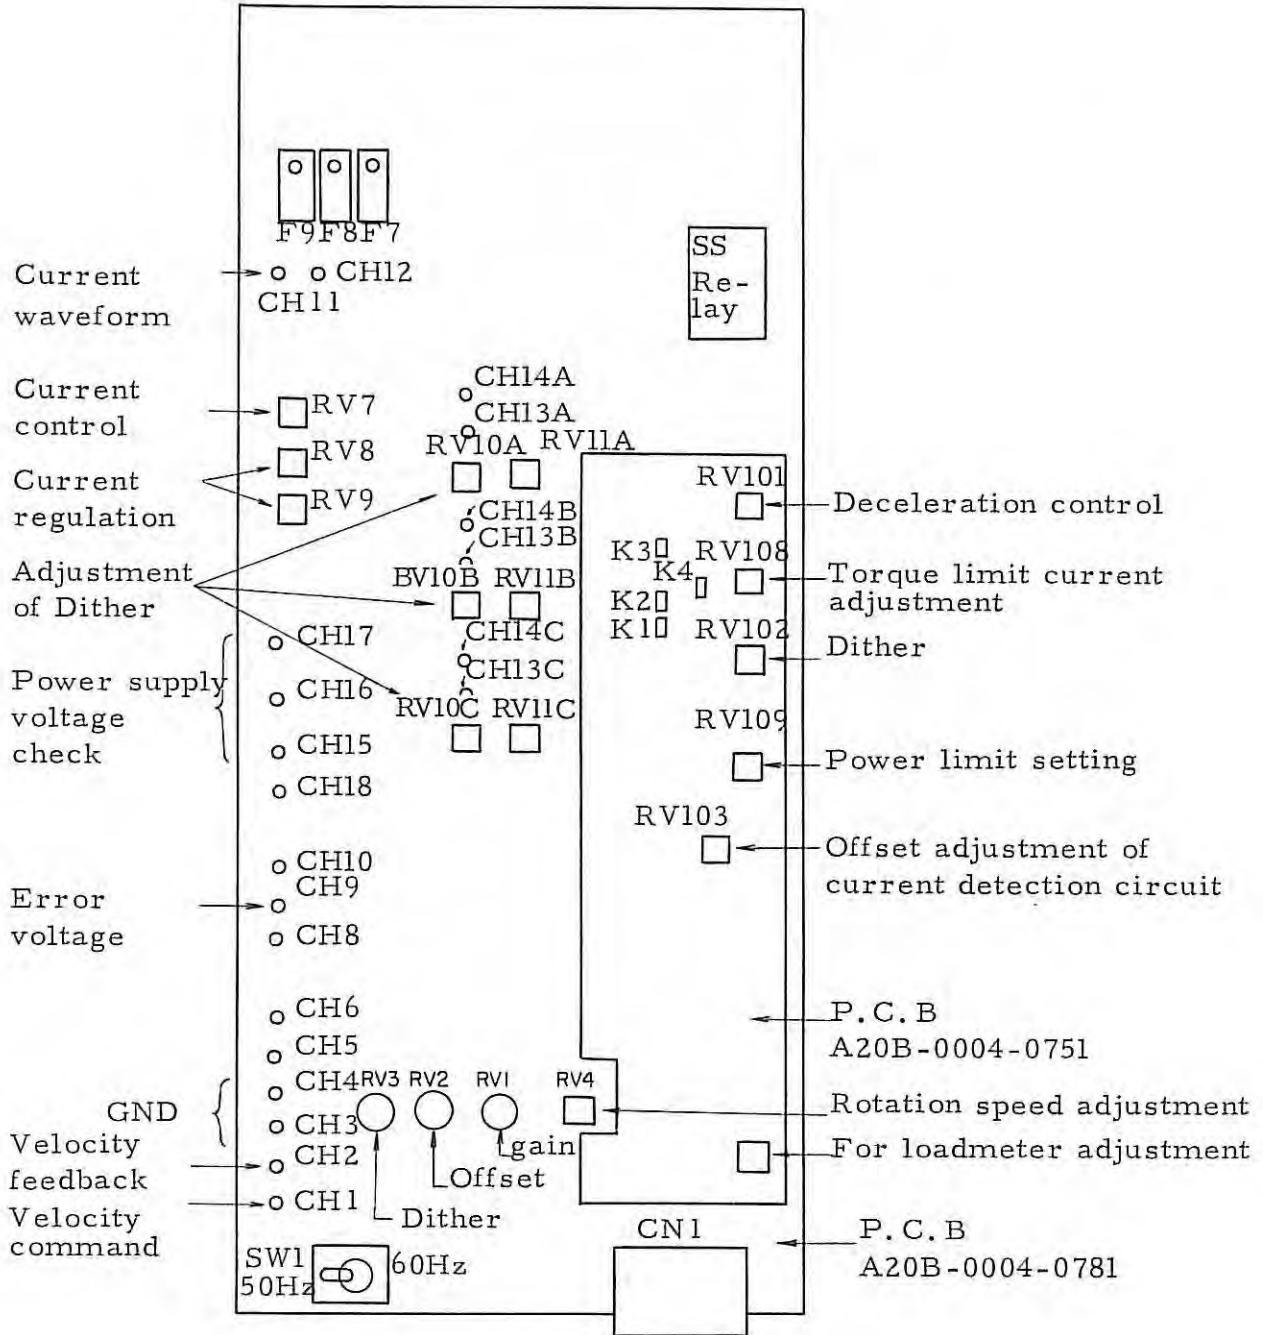 F9 F8 F7
SS
Re-
lay
Current
waveform
CH12
CH11
CH14A
Current
control
RV7
CH13A
RV10A
RV11A
RV8
Current
regulation
RV9
RV101
Deceleration control
CH14B
CH13B
K3
RV108
K4
Adjustment
of Dither
BV10B
RV11B
Torque limit current
adjustment
K2
K1
RV102
CH17
CH14C
Dither
CH13C
Power supply
voltage
check
CH16
RV10C
RV11C
RV109
CH15
Power limit setting
CH18
RV103
Offset adjustment of
current detection circuit
CH10
CH9
Error
voltage
CH8
CH6
P.C.B
A20B-0004-0751
CH5
CH4
RV3
RV2
RV1
RV4
GND
CH3
Rotation speed adjustment
Velocity
feedback
CH2
gain
For loadmeter adjustment
Offset
Velocity
command
CH1
Dither
CN1
P.C.B
A20B-0004-0781
SW1
50Hz
60Hz